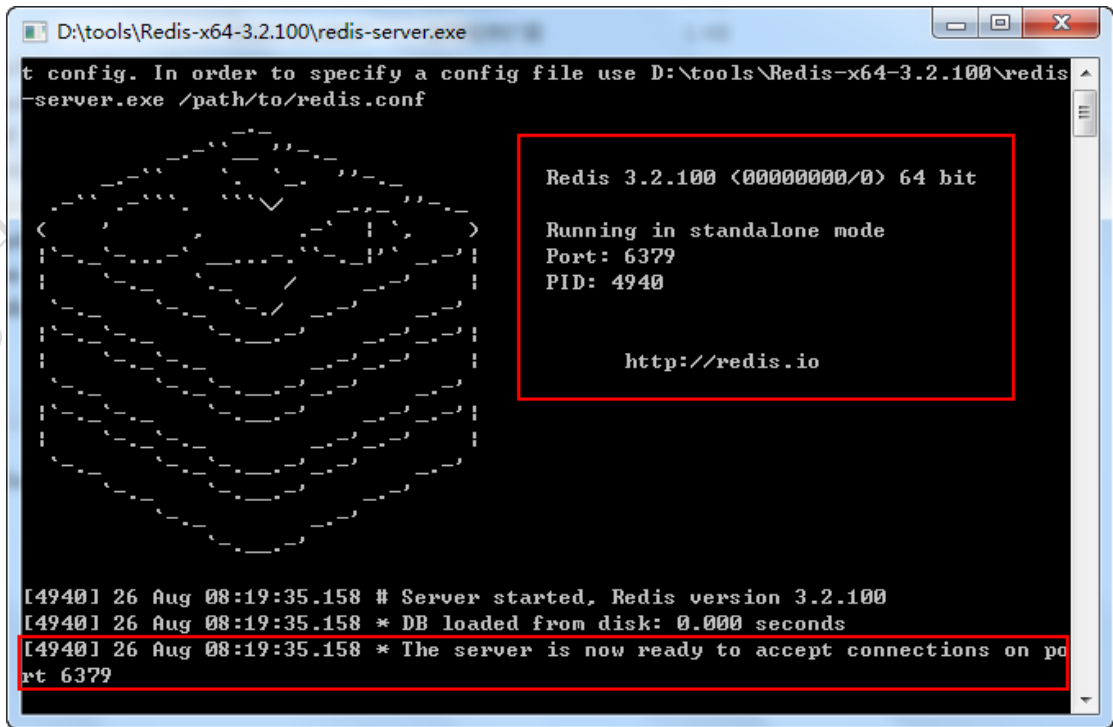 D:\tools\Redis-x64-3.2.100\redis-server.exe
t config. In order to specify a config file use D:\tools\Redis-x64-3.2.100\redis
-server.exe /path/to/redis.conf
Redis 3.2.100 (00000000/0) 64 bit
Running in standalone mode
Port: 6379
PID: 4940
http://redis.io
[4940] 26 Aug 08:19:35.158 # Server started, Redis version 3.2.100
[4940] 26 Aug 08:19:35.158 * DB loaded from disk: 0.000 seconds
[4940] 26 Aug 08:19:35.158 * The server is now ready to accept connections on po
rt 6379